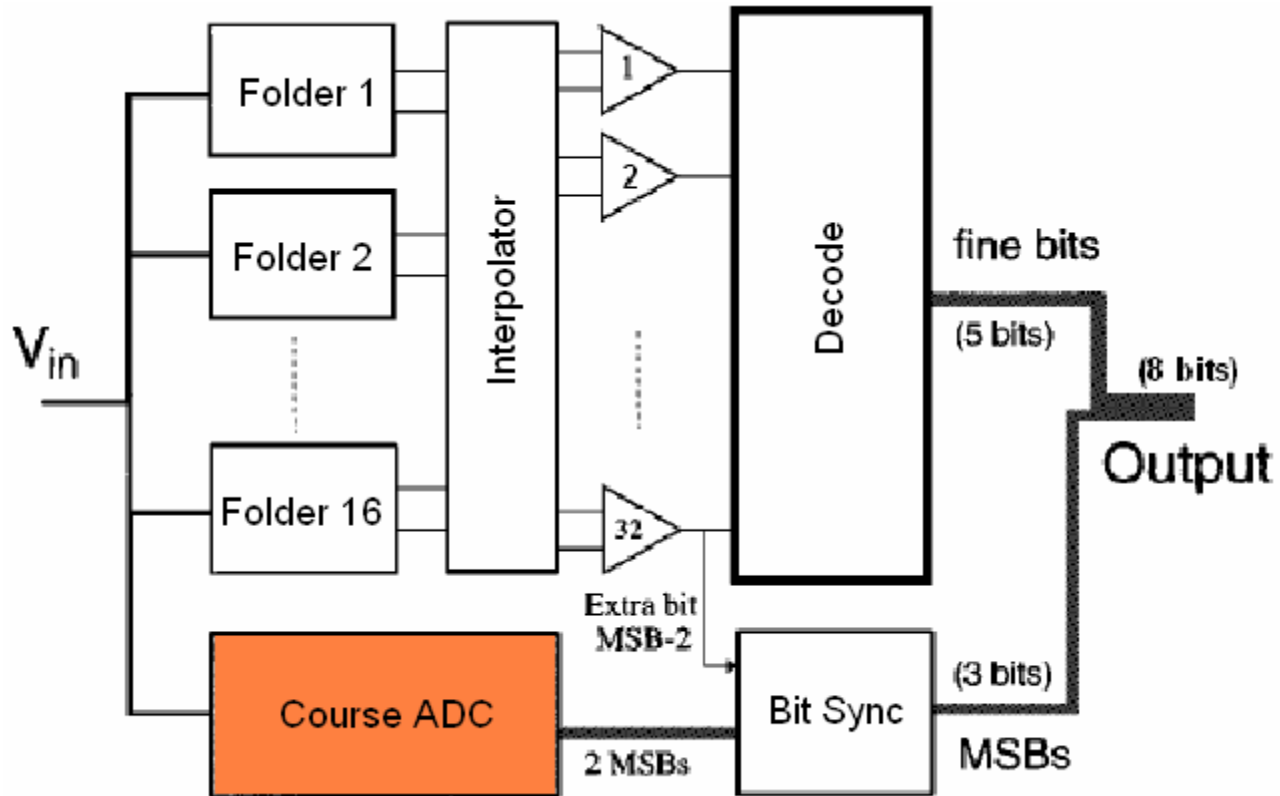 Folder 1
Folder 2
Folder 16
Interpolator
1
2
32
Decode
V_in
fine bits
(5 bits)
(8 bits)
Output
Extra bit
MSB-2
Course ADC
2 MSBs
Bit Sync
(3 bits)
MSBs